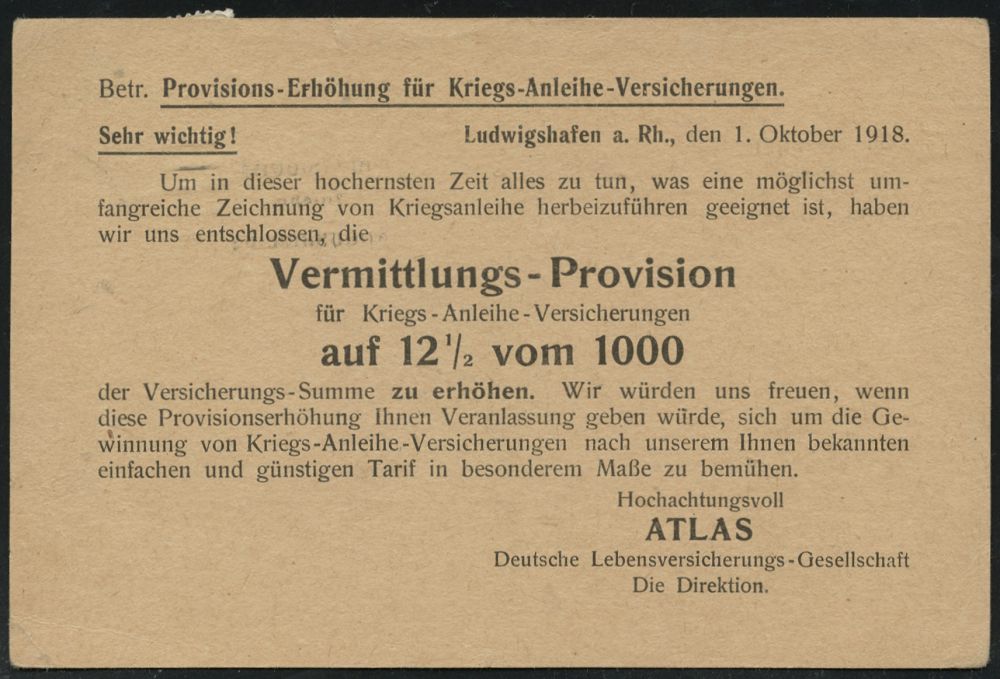 Betr. Provisions-Erhöhung für Kriegs-Anleihe-Versicherungen.
Sehr wichtig! Ludwigshafen a. Rh., den 1. Oktober 1918.
Um in dieser hochernsten Zeit alles zu tun, was eine möglichst um-
fangreiche Zeichnung von Kriegsanleihe herbeizuführen geeignet ist, haben
wir uns entschlossen, die
Vermittlungs-Provision
für Kriegs-Anleihe-Versicherungen
auf 12 1/2 vom 1000
der Versicherungs-Summe zu erhöhen. Wir würden uns freuen, wenn
diese Provisionserhöhung Ihnen Veranlassung geben würde, sich um die Ge-
winnung von Kriegs-Anleihe-Versicherungen nach unserem Ihnen bekannten
einfachen und günstigen Tarif in besonderem Maße zu bemühen.
Hochachtungsvoll
ATLAS
Deutsche Lebensversicherungs-Gesellschaft
Die Direktion.